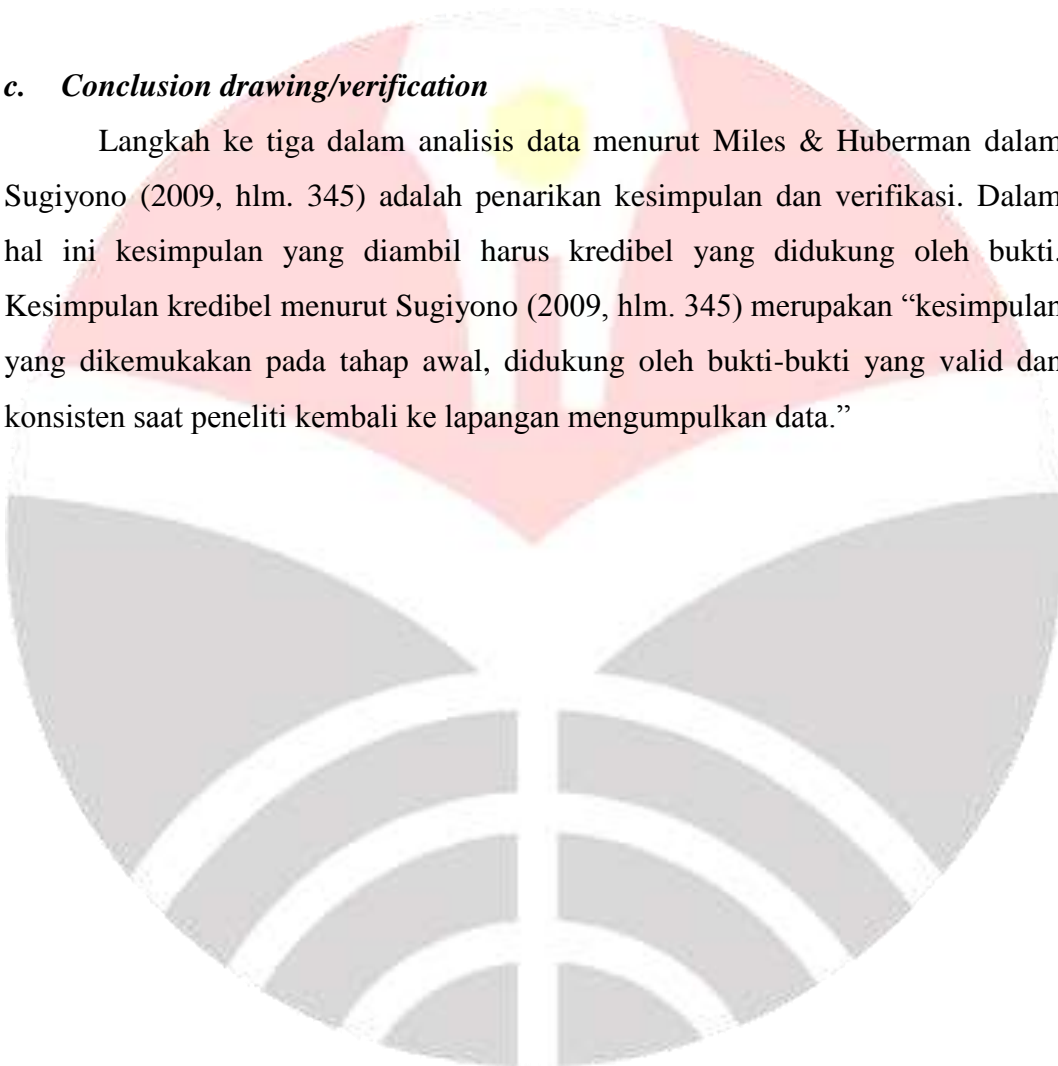 c. Conclusion drawing/verification
Langkah ke tiga dalam analisis data menurut Miles & Huberman dalam
Sugiyono (2009, hlm. 345) adalah penarikan kesimpulan dan verifikasi. Dalam
hal ini kesimpulan yang diambil harus kredibel yang didukung oleh bukti.
Kesimpulan kredibel menurut Sugiyono (2009, hlm. 345) merupakan “kesimpulan
yang dikemukakan pada tahap awal, didukung oleh bukti-bukti yang valid dan
konsisten saat peneliti kembali ke lapangan mengumpulkan data.”